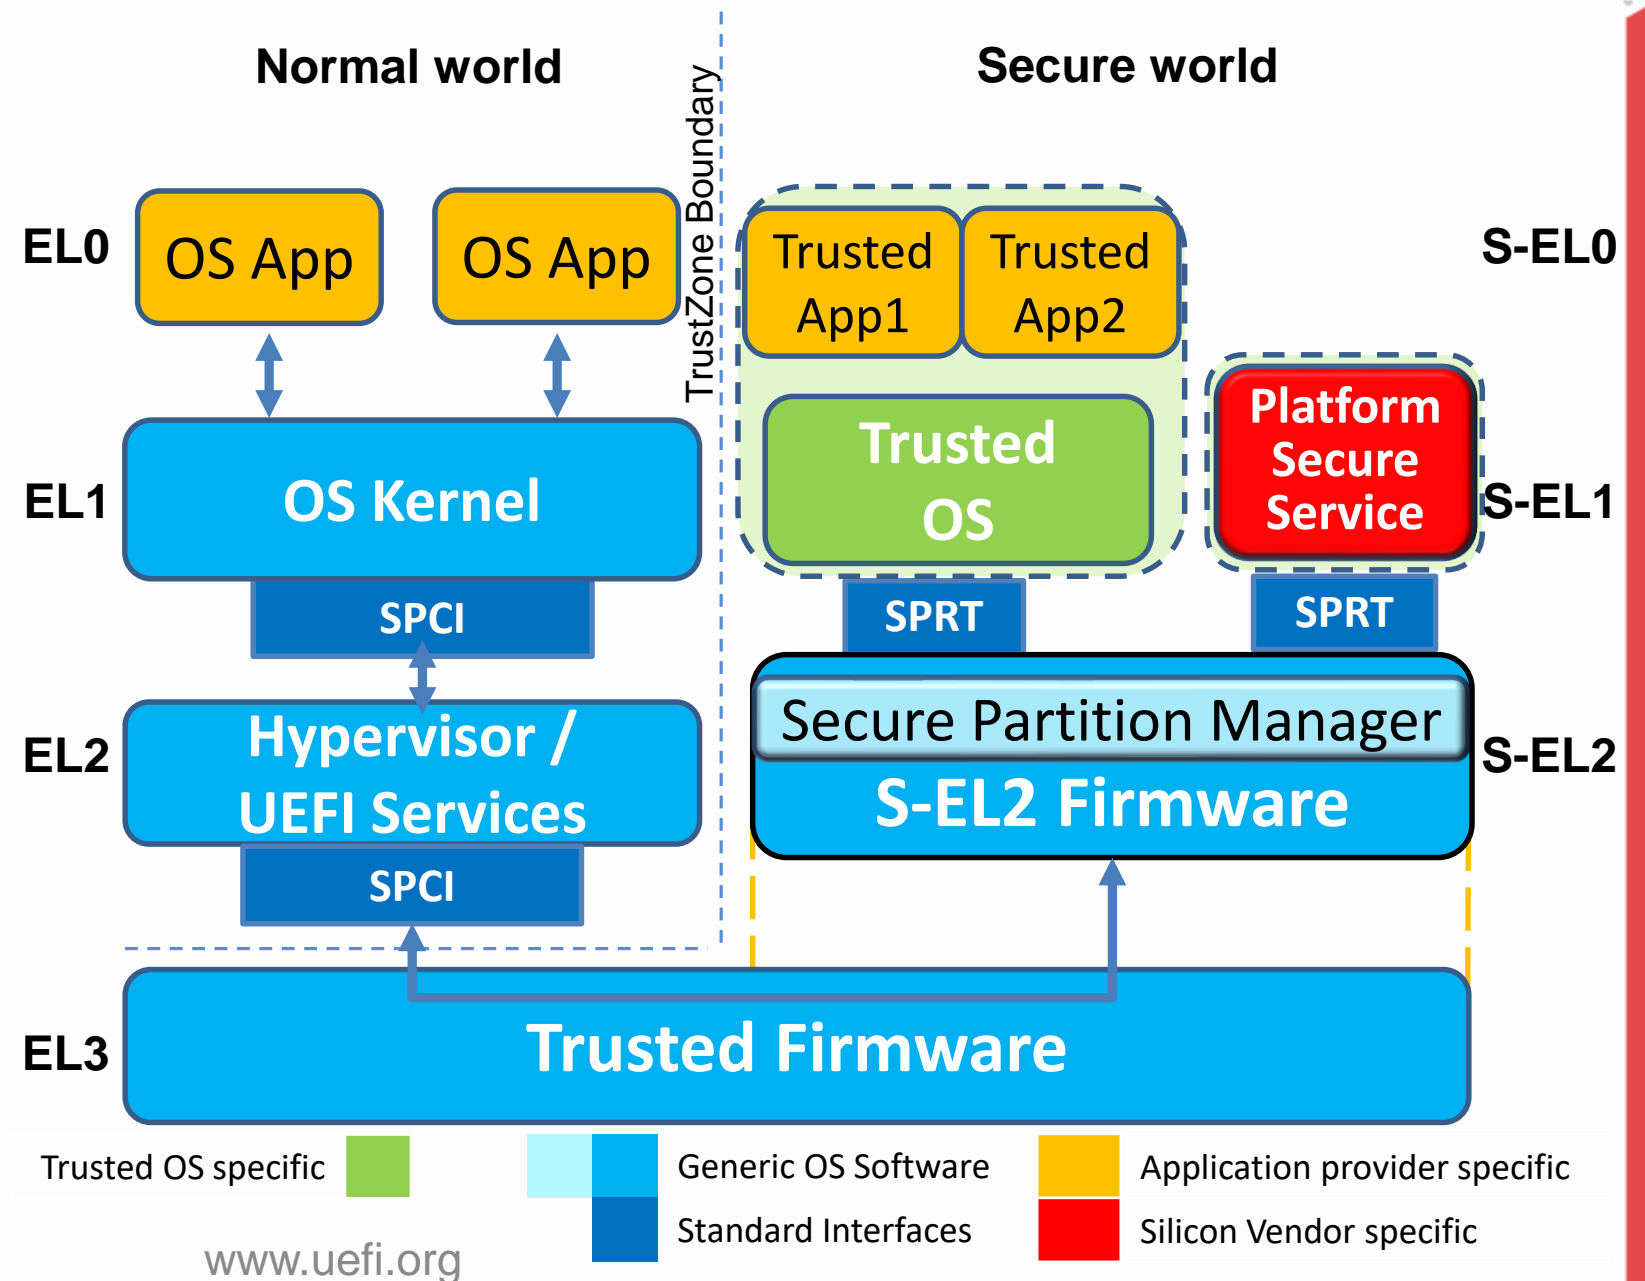 Normal world
Secure world
TrustZone Boundary
EL0
OS App
OS App
Trusted
App1
Trusted
App2
S-EL0
EL1
OS Kernel
Trusted
OS
Platform
Secure
Service
S-EL1
SPCI
SPRT
SPRT
EL2
Hypervisor /
UEFI Services
Secure Partition Manager
S-EL2 Firmware
S-EL2
SPCI
EL3
Trusted Firmware
Trusted OS specific
Generic OS Software
Application provider specific
Standard Interfaces
Silicon Vendor specific
www.uefi.org